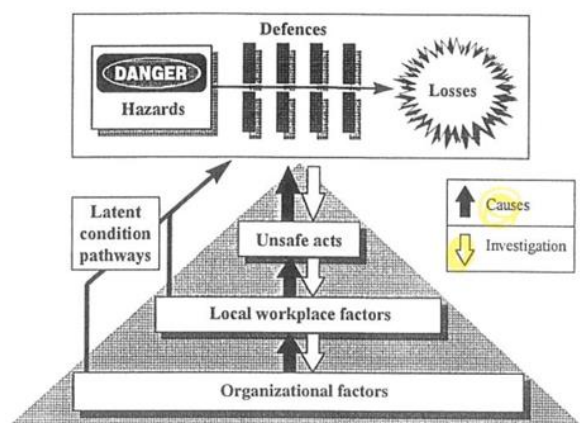 Defences
DANGER
Hazards
Losses
Latent
condition
pathways
Unsafe acts
Causes
Investigation
Local workplace factors
Organizational factors